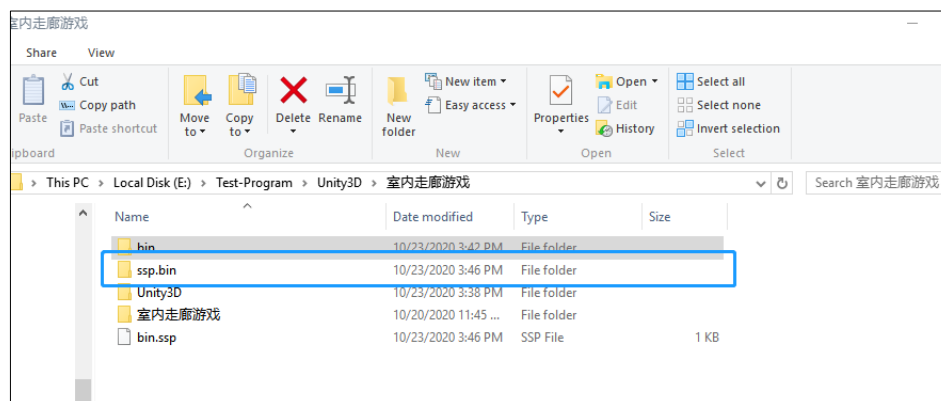 室内走廊游戏
Share View
Cut
Copy path
Paste shortcut
Paste
Move to
Copy to
Delete
Rename
New folder
New item
Easy access
Properties
Open
Edit
History
Select all
Select none
Invert selection
ipboard Organize New Open Select
This PC > Local Disk (E:) > Test-Program > Unity3D > 室内走廊游戏 Search 室内走廊游戏
Name Date modified Type Size
bin 10/23/2020 3:42 PM File folder
ssp.bin 10/23/2020 3:46 PM File folder
Unity3D 10/23/2020 3:38 PM File folder
室内走廊游戏 10/20/2020 11:45 ... File folder
bin.ssp 10/23/2020 3:46 PM SSP File 1 KB